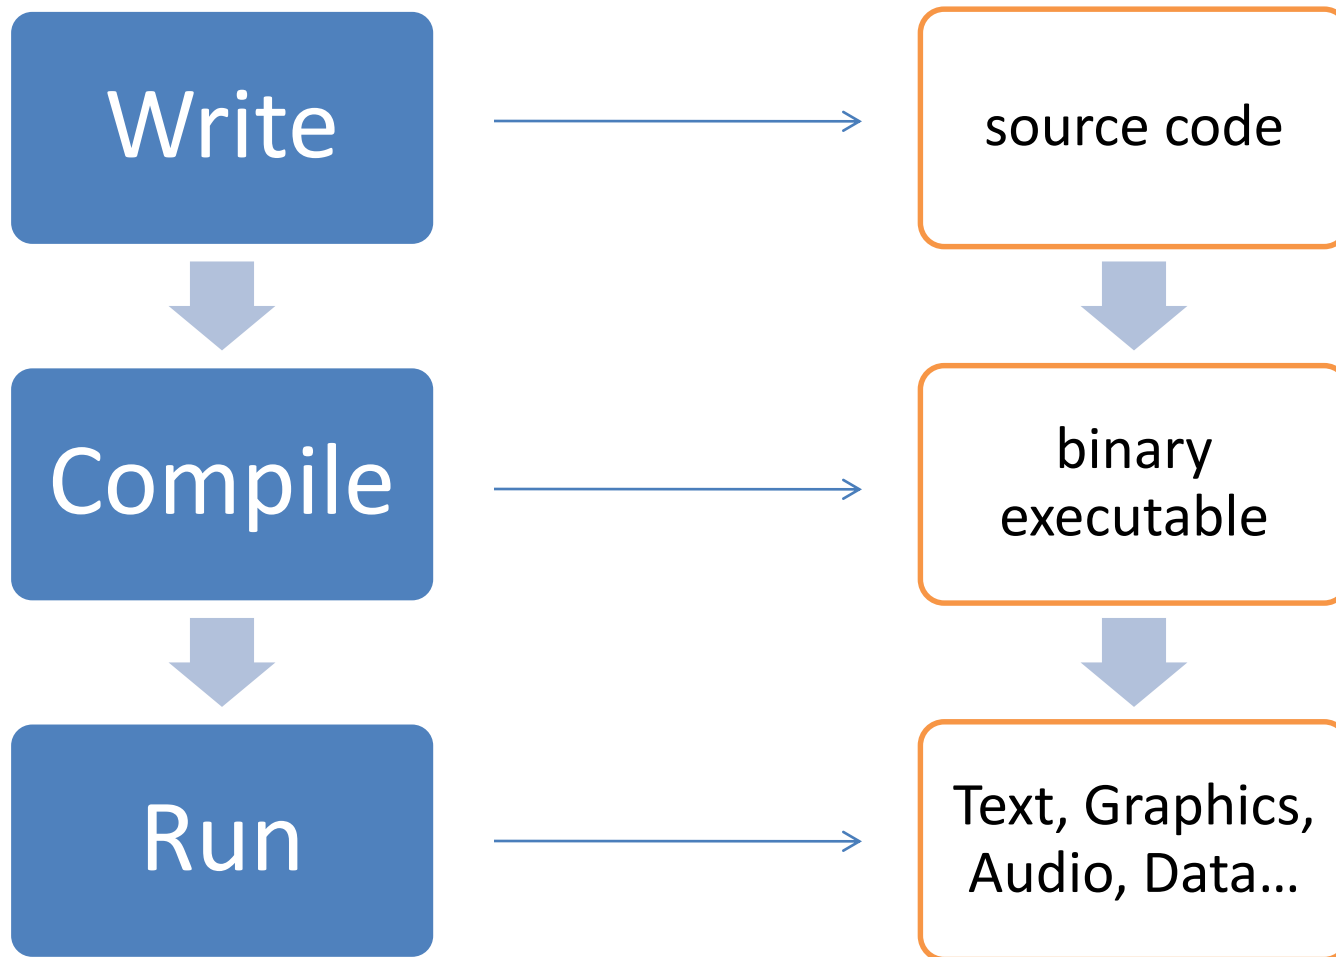 Write
source code
Compile
binary
executable
Run
Text, Graphics,
Audio, Data...